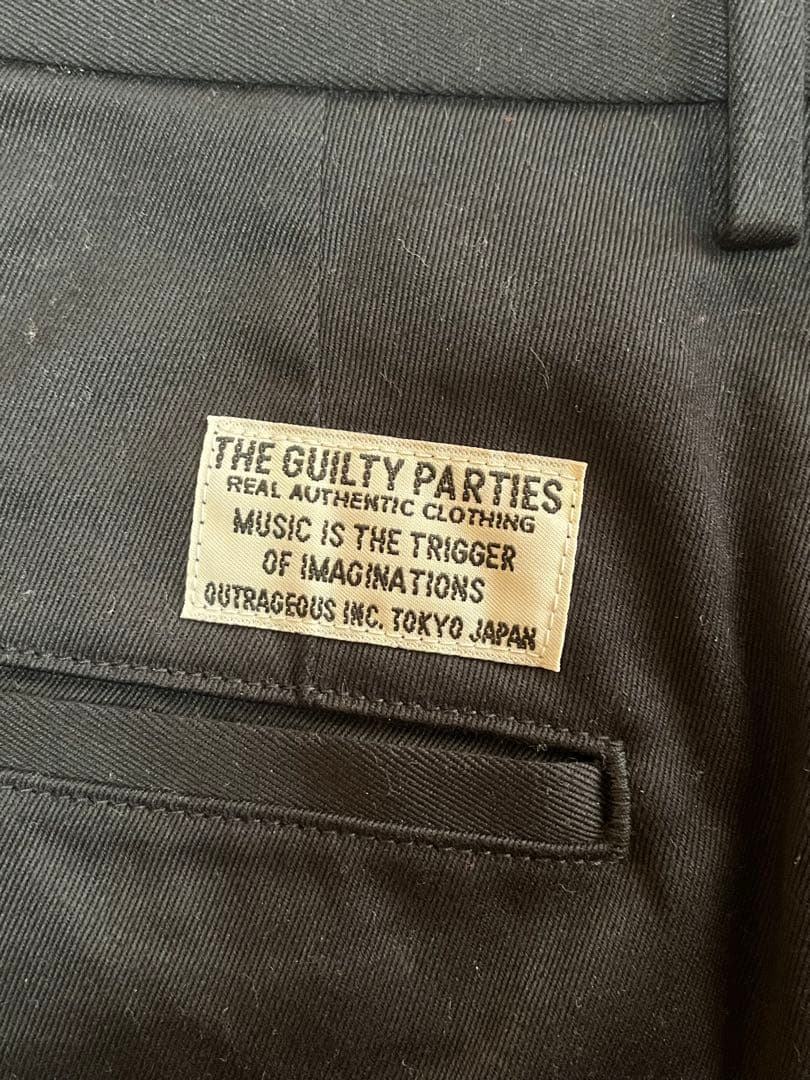 THE GUILTY PARTIES
REAL AUTHENTIC CLOTHING
MUSIC IS THE TRIGGER
OF IMAGINATIONS
OUTRAGEOUS INC. TOKYO JAPAN